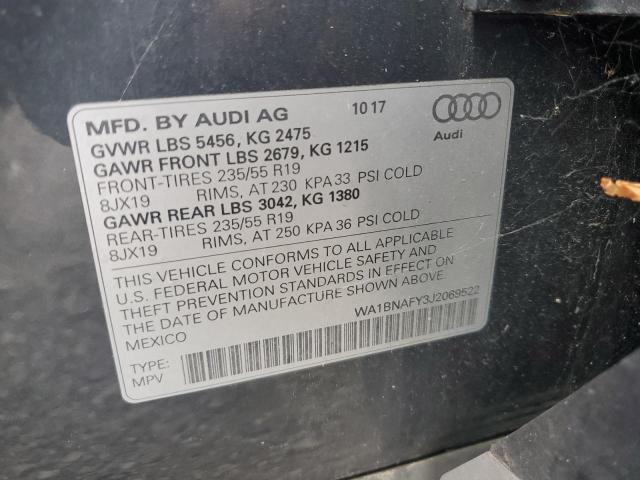 MFD. BY AUDI AG 10 17
GVWR LBS 5456, KG 2475
GAWR FRONT LBS 2679, KG 1215
FRONT-TIRES 235/55 R19
8JX19 RIMS, AT 230 KPA 33 PSI COLD
GAWR REAR LBS 3042, KG 1380
REAR-TIRES 235/55 R19
8JX19 RIMS, AT 250 KPA 36 PSI COLD
Audi
THIS VEHICLE CONFORMS TO ALL APPLICABLE
U.S. FEDERAL MOTOR VEHICLE SAFETY AND
THEFT PREVENTION STANDARDS IN EFFECT ON
THE DATE OF MANUFACTURE SHOWN ABOVE.
MEXICO
WA1BNAFY3J2069522
TYPE:
MPV